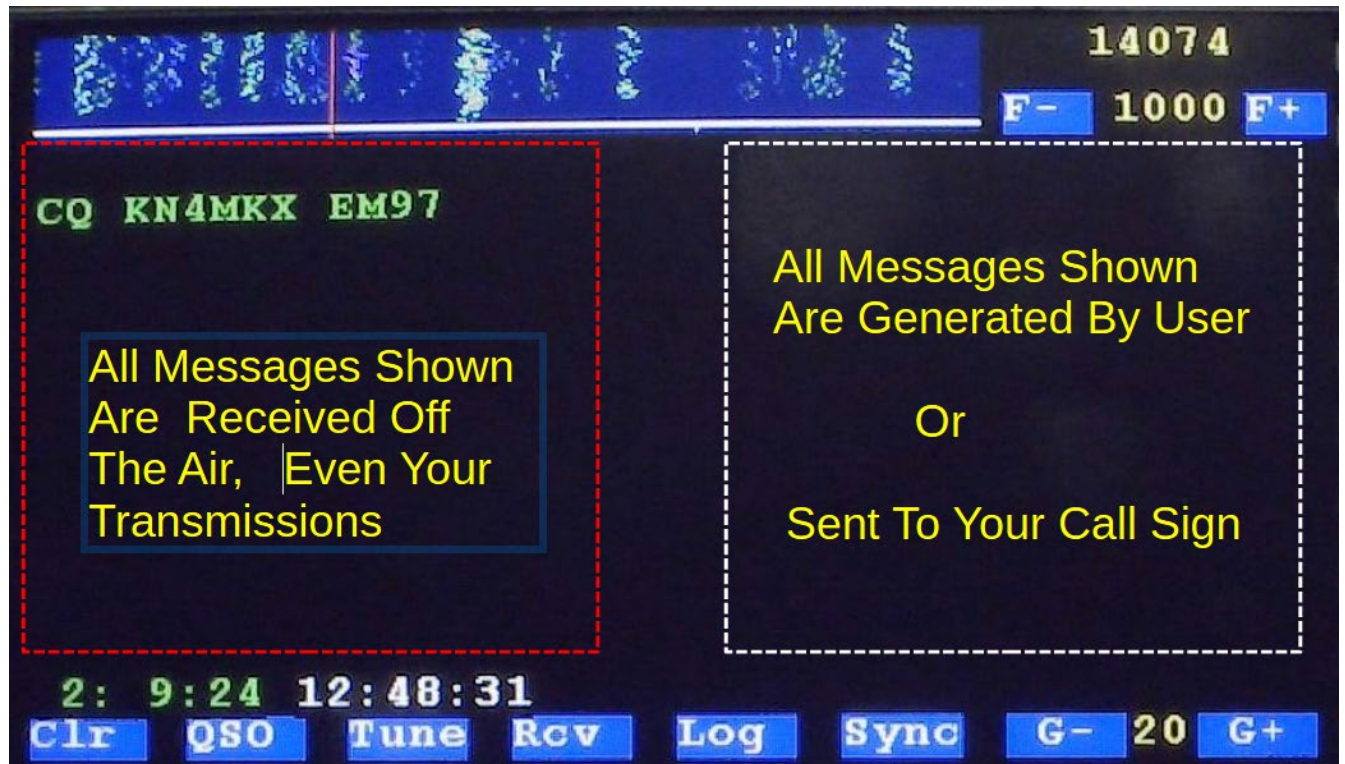 14074
F- 1000 F+
CQ KN4MKX EM97
All Messages Shown
Are Received Off
The Air, Even Your
Transmissions
All Messages Shown
Are Generated By User
Or
Sent To Your Call Sign
2: 9:24 12:48:31
Clr QSO Tune Rcv Log Sync G- 20 G+